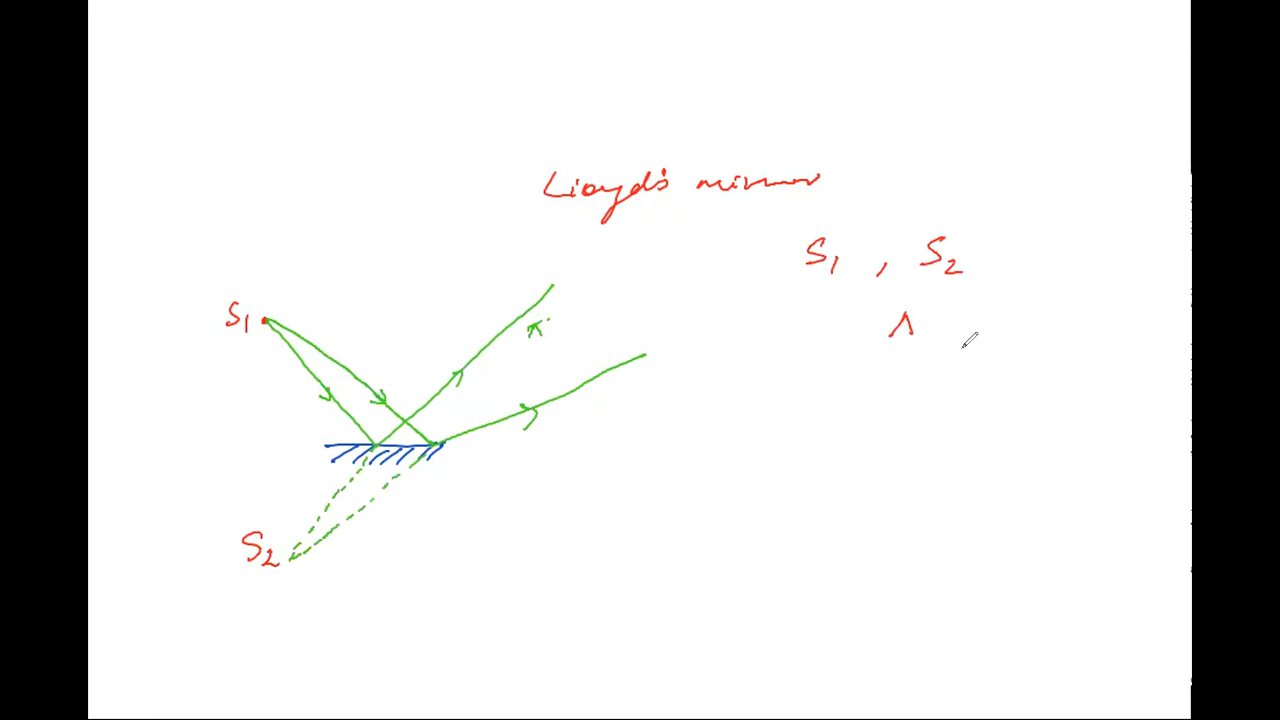 Lloyd's mirror
S1 , S2
S1
π
S2